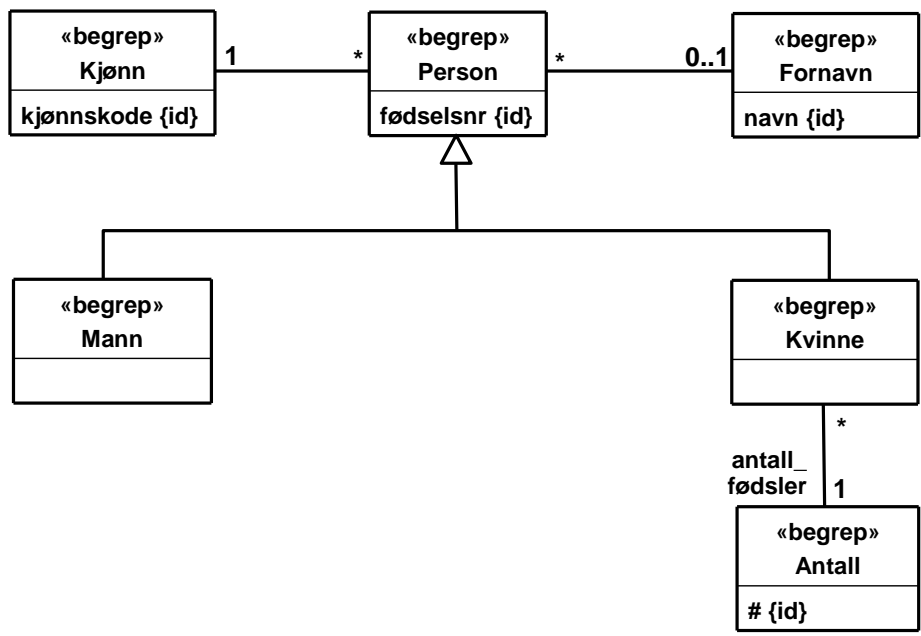 «begrep»
Kjønn
kjønnskode {id}
1
*
«begrep»
Person
fødselsnr {id}
*
0..1
«begrep»
Fornavn
navn {id}
«begrep»
Mann
«begrep»
Kvinne
*
antall_
fødsler
1
«begrep»
Antall
# {id}